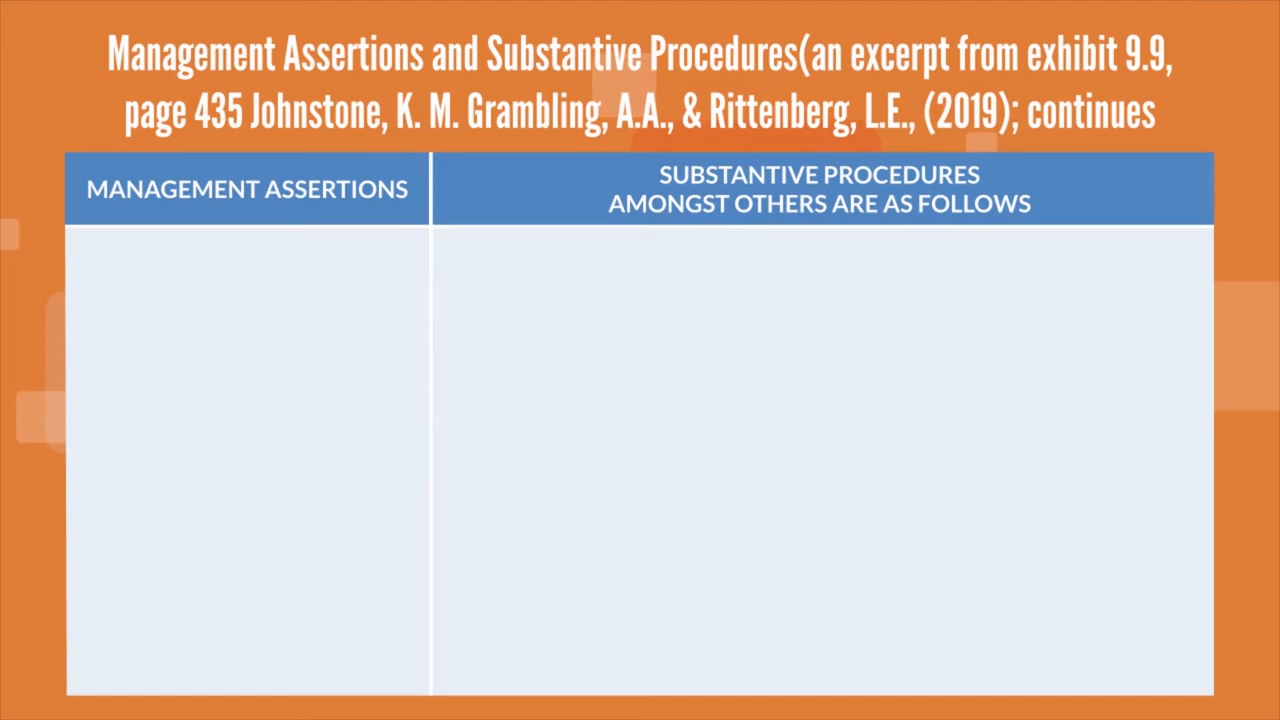 Management Assertions and Substantive Procedures(an excerpt from exhibit 9.9,
page 435 Johnstone, K. M. Grambling, A.A., & Rittenberg, L.E., (2019); continues
MANAGEMENT ASSERTIONS
SUBSTANTIVE PROCEDURES
AMONGST OTHERS ARE AS FOLLOWS